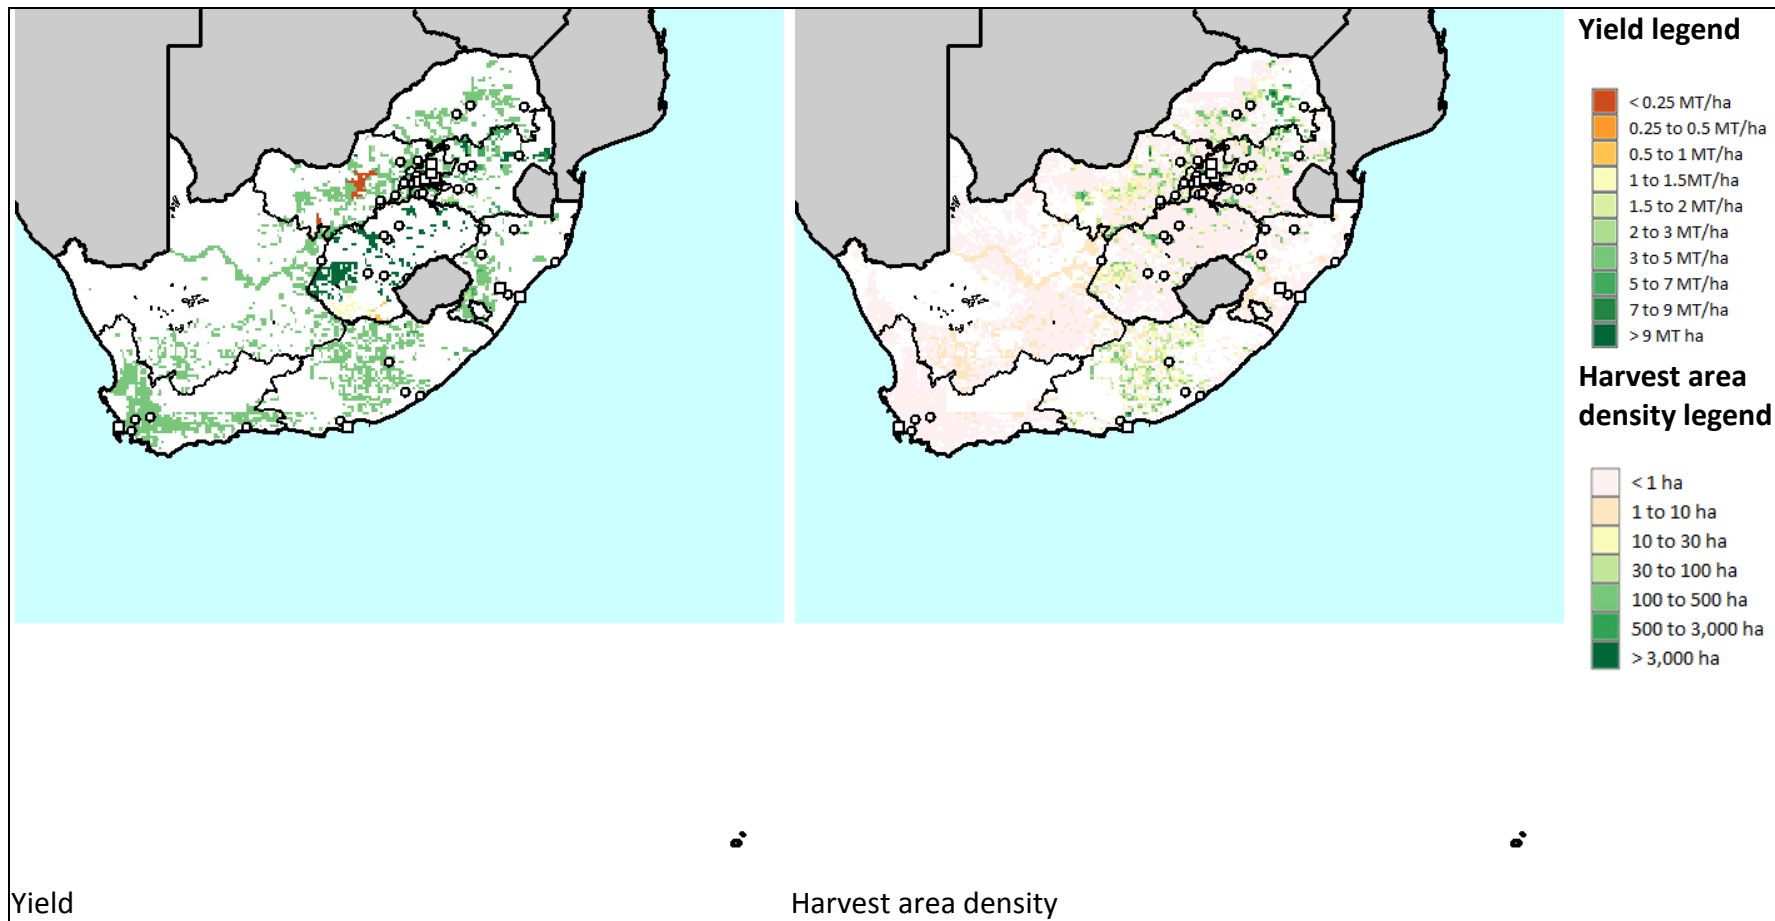 Yield legend
< 0.25 MT/ha
0.25 to 0.5 MT/ha
0.5 to 1 MT/ha
1 to 1.5MT/ha
1.5 to 2 MT/ha
2 to 3 MT/ha
3 to 5 MT/ha
5 to 7 MT/ha
7 to 9 MT/ha
> 9 MT ha
Harvest area
density legend
< 1 ha
1 to 10 ha
10 to 30 ha
30 to 100 ha
100 to 500 ha
500 to 3,000 ha
> 3,000 ha
Yield
Harvest area density